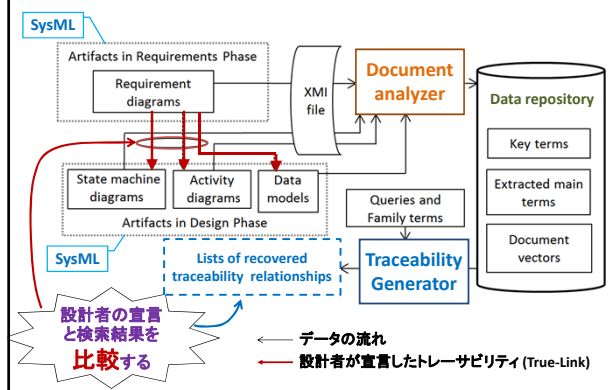 SysML
Artifacts in Requirements Phase
Requirement
diagrams
XMI
file
Document
analyzer
Data repository
Key terms
Extracted main
terms
Document
vectors
State machine
diagrams
Activity
diagrams
Data
models
Artifacts in Design Phase
SysML
Queries and
Family terms
Lists of recovered
traceability relationships
Traceability
Generator
設計者の宣言
と検索結果を
比較する
データの流れ
設計者が宣言したトレーサビリティ(True-Link)